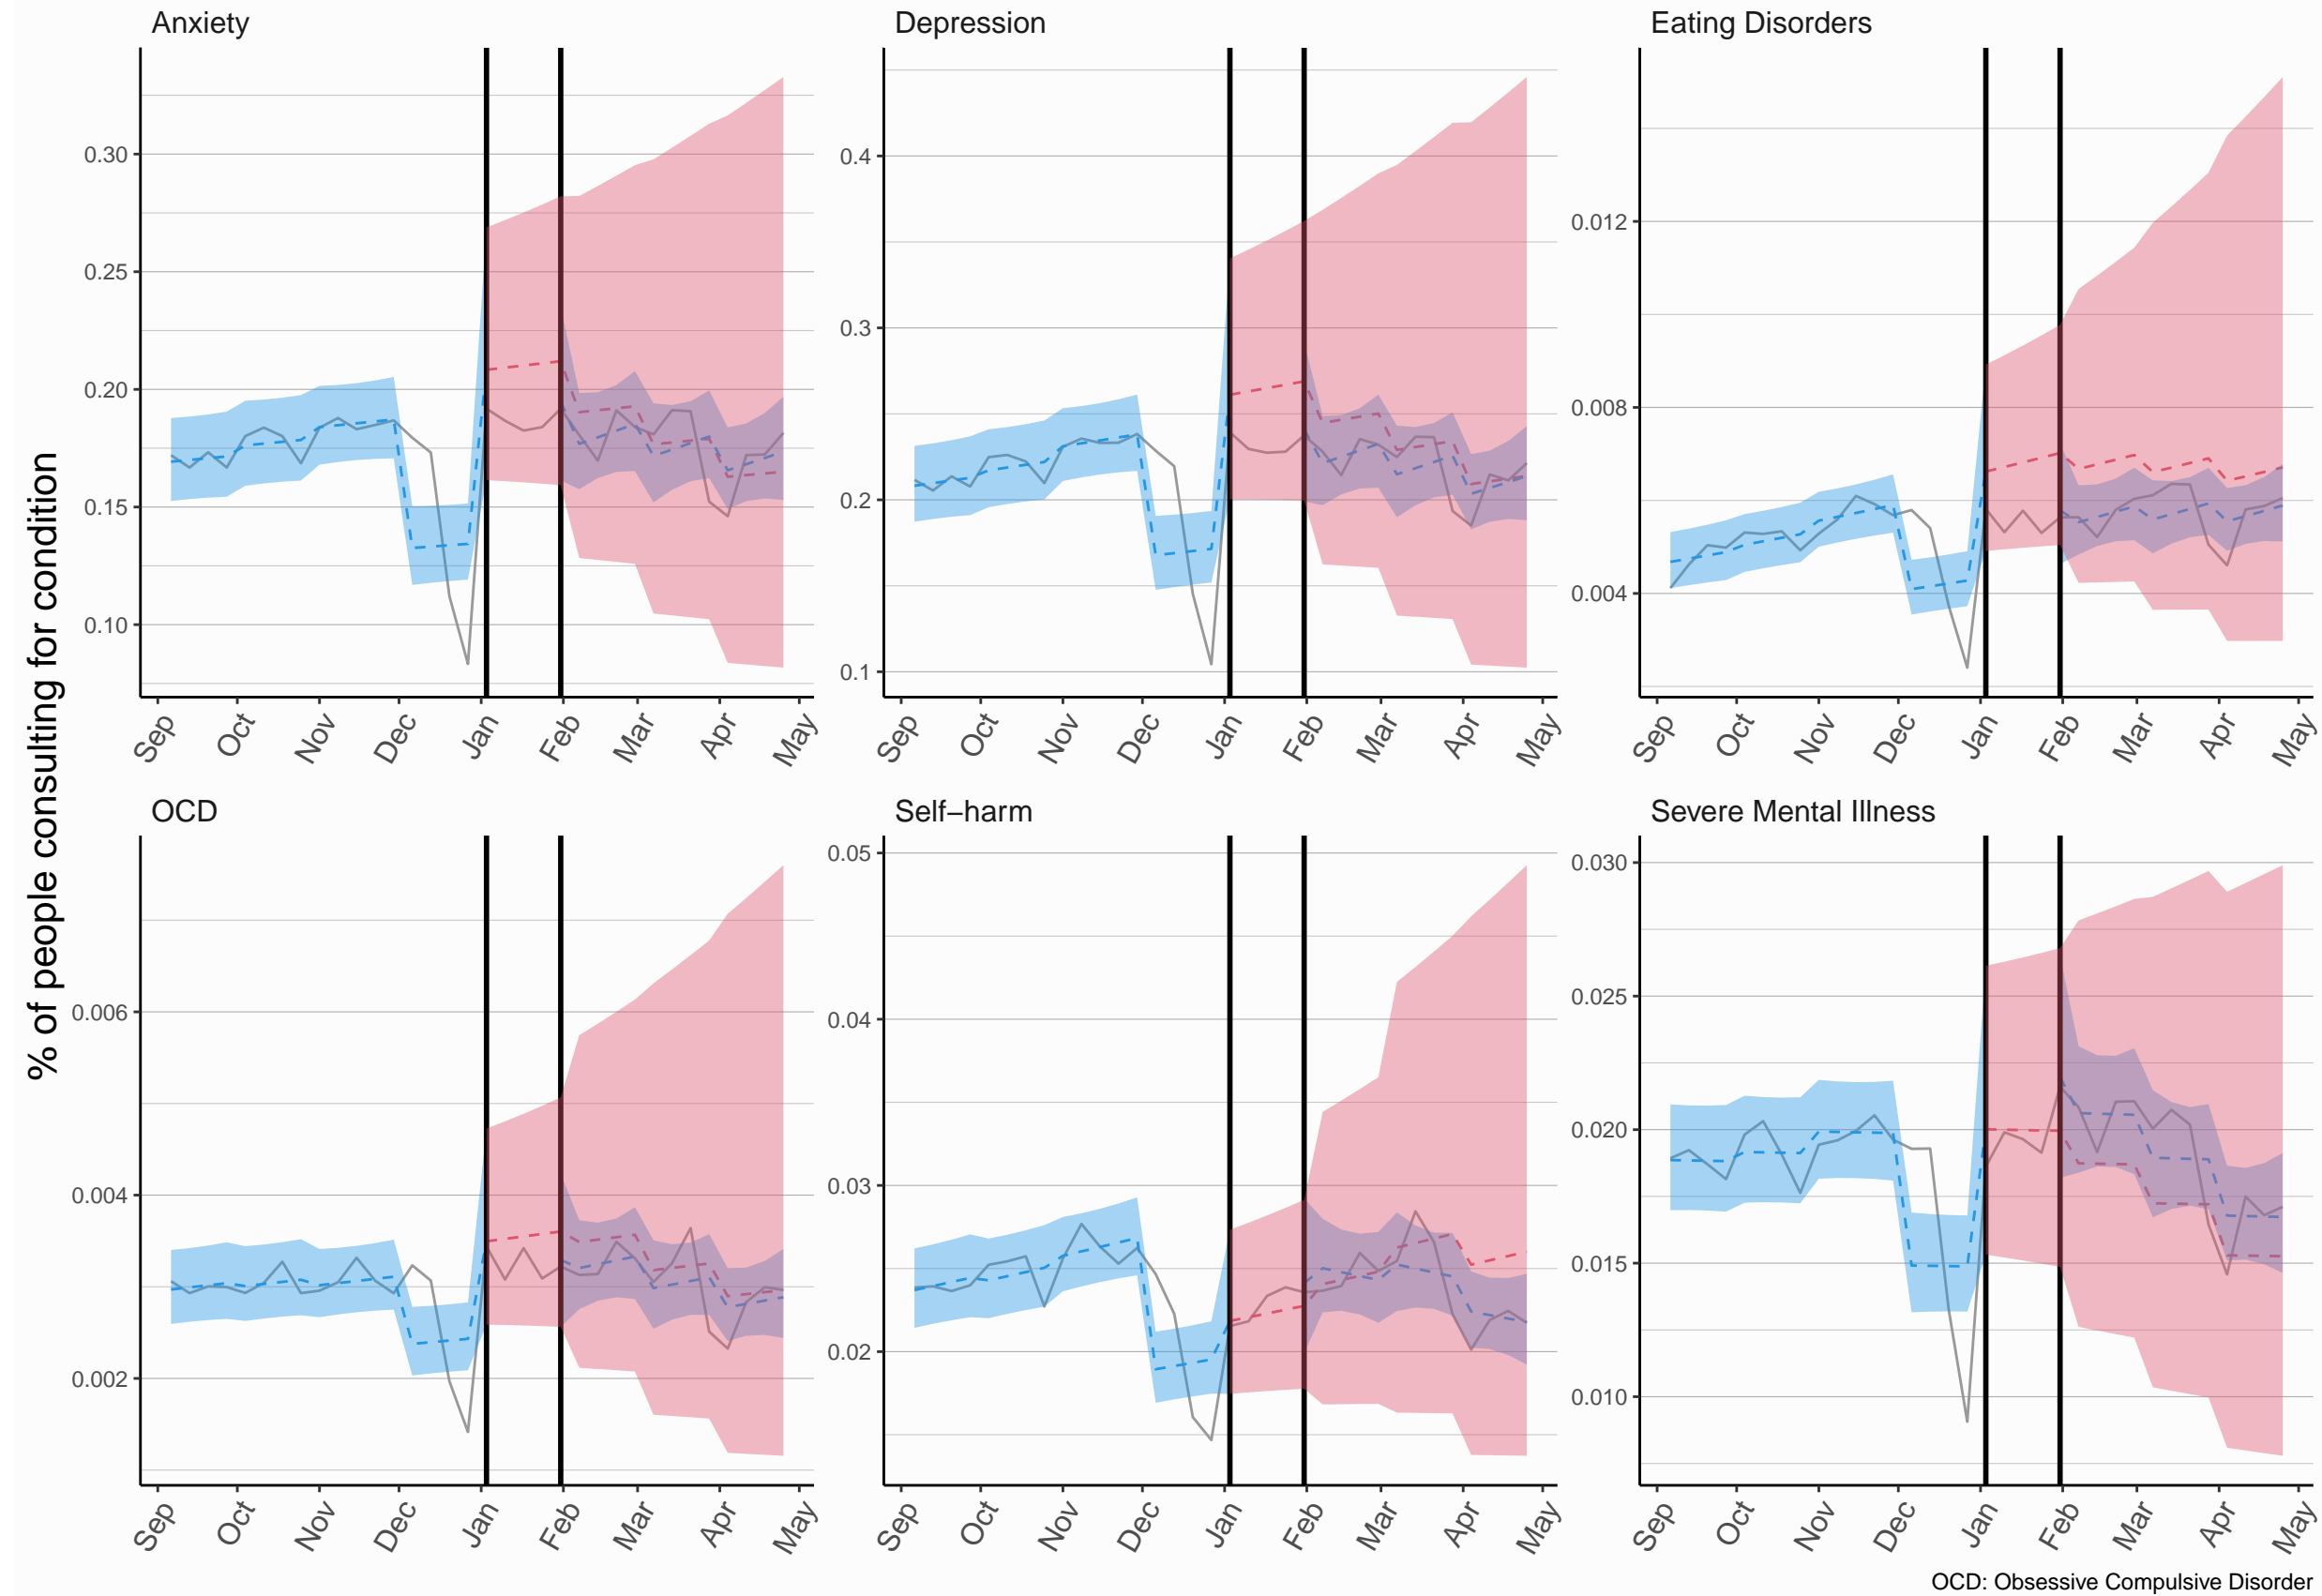 Anxiety
Depression
Eating Disorders
% of people consulting for condition
0.30
0.25
0.20
0.15
0.10
0.4
0.3
0.2
0.1
0.012
0.008
0.004
Sep Oct Nov Dec Jan Feb Mar Apr May
Sep Oct Nov Dec Jan Feb Mar Apr May
Sep Oct Nov Dec Jan Feb Mar Apr May
OCD
Self−harm
Severe Mental Illness
0.006
0.004
0.002
0.05
0.04
0.03
0.02
0.030
0.025
0.020
0.015
0.010
Sep Oct Nov Dec Jan Feb Mar Apr May
Sep Oct Nov Dec Jan Feb Mar Apr May
Sep Oct Nov Dec Jan Feb Mar Apr May
OCD: Obsessive Compulsive Disorder